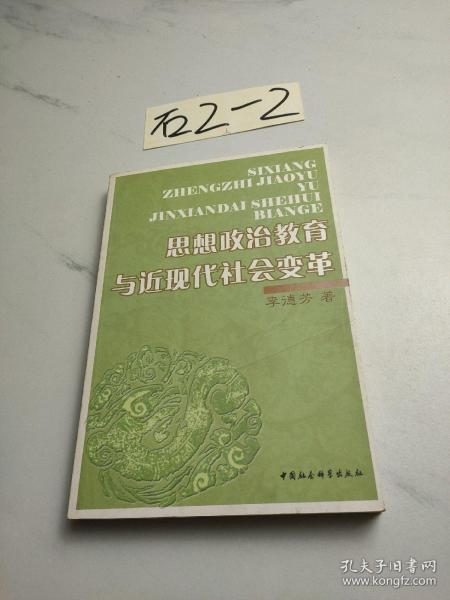 石2-2
SIXIANG
ZHENGZHI JIAOYU
YU
JINXIANDAI SHEHUI
BIANGE
思想政治教育
与近现代社会变革
李德芳 著
中国社会科学出版社
孔夫子旧书网
www.kongfz.com